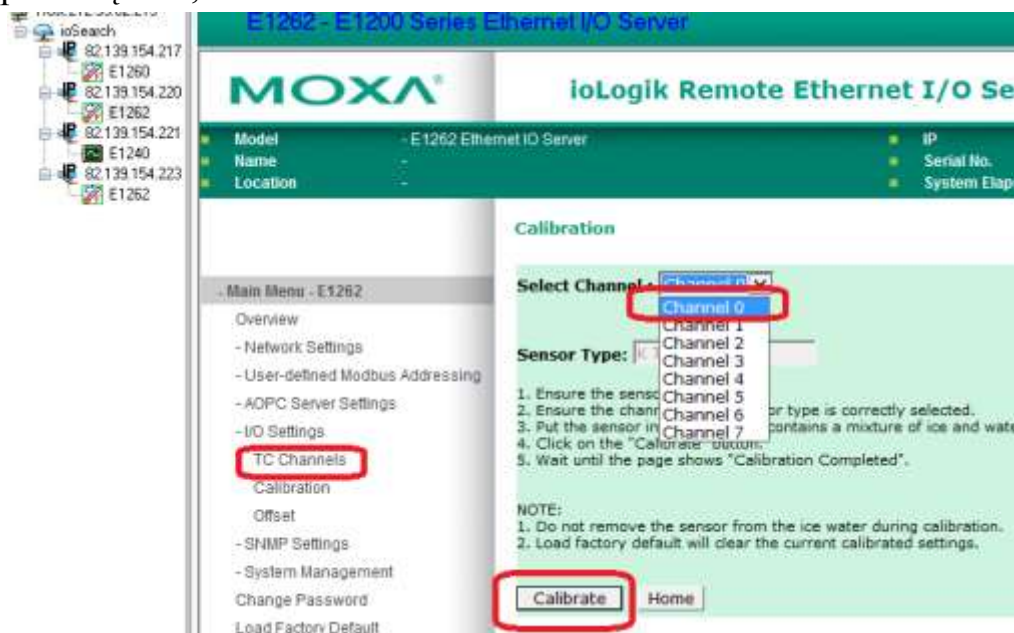 ioSearch
82.139.154.217
E1260
82.139.154.220
E1262
82.139.154.221
E1240
82.139.154.223
E1262
E1262 - E1200 Series Ethernet I/O Server
MOXA
ioLogik Remote Ethernet I/O Se
Model - E1262 Ethernet IO Server IP
Name - Serial No.
Location - System Elap
Calibration
Select Channel : Channel 0
Channel 0
Channel 1
Channel 2
Channel 3
Channel 4
Channel 5
Channel 6
Channel 7
Sensor Type: K
1. Ensure the senso
2. Ensure the chann or type is correctly selected.
3. Put the sensor in contains a mixture of ice and wate
4. Click on the "Calibrate" button.
5. Wait until the page shows "Calibration Completed".
NOTE:
1. Do not remove the sensor from the ice water during calibration.
2. Load factory default will clear the current calibrated settings.
Calibrate Home
- Main Menu - E1262
Overview
- Network Settings
- User-defined Modbus Addressing
- AOPC Server Settings
- I/O Settings
TC Channels
Calibration
Offset
- SNMP Settings
- System Management
Change Password
Load Factory Default